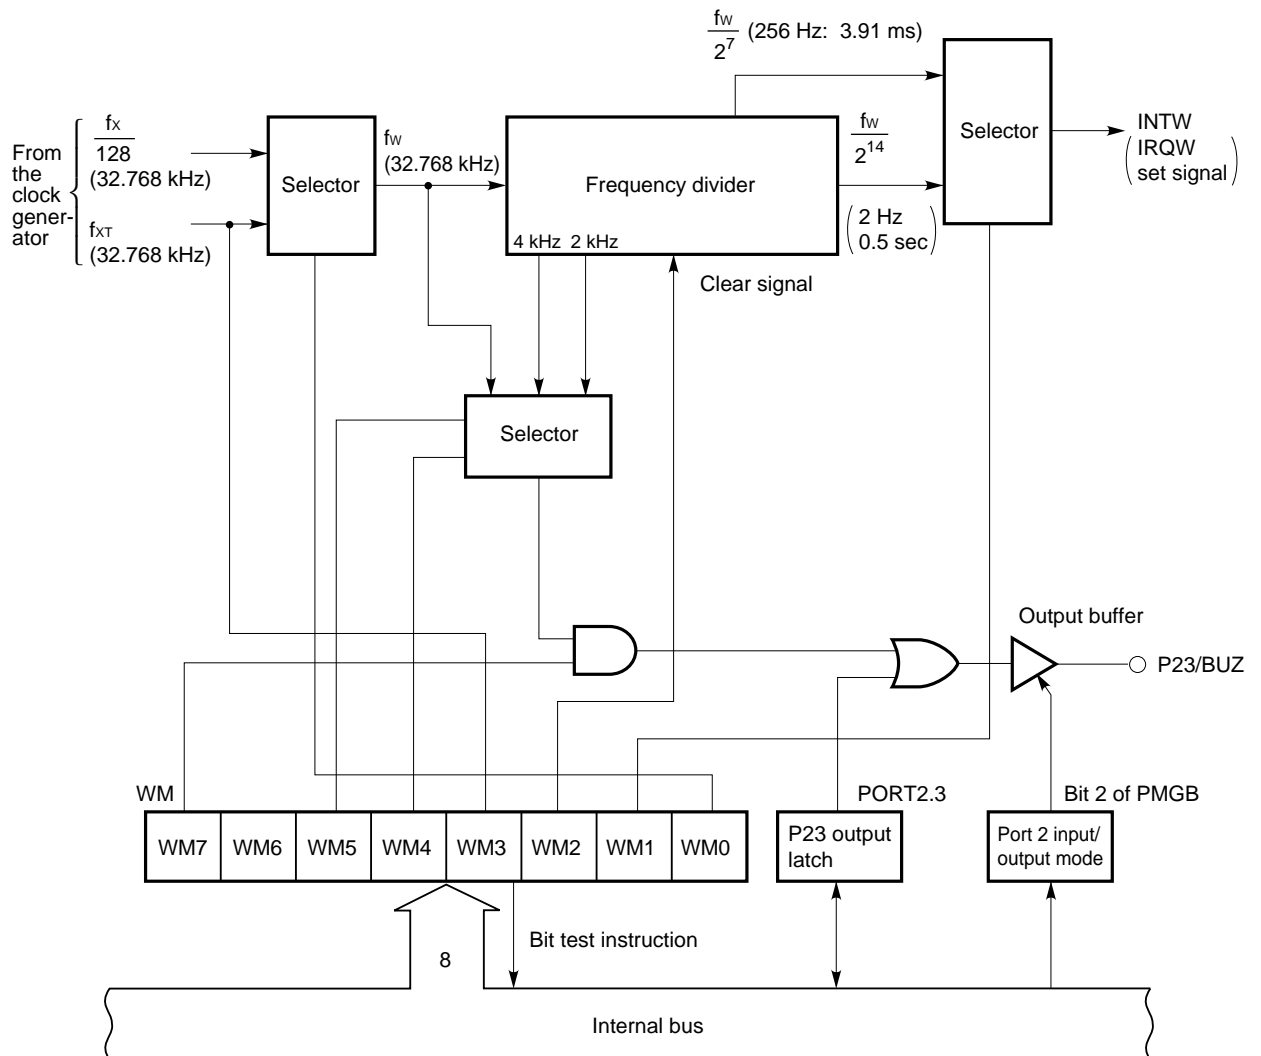 fW
27 (256 Hz: 3.91 ms)
From
the
clock
gener-
ator
fX
128
(32.768 kHz)
fXT
(32.768 kHz)
Selector
fW
(32.768 kHz)
Frequency divider
4 kHz 2 kHz
fW
214
2 Hz
0.5 sec
Selector
INTW
IRQW
set signal
Clear signal
Selector
Output buffer
P23/BUZ
WM
PORT2.3
Bit 2 of PMGB
WM7 WM6 WM5 WM4 WM3 WM2 WM1 WM0
P23 output
latch
Port 2 input/
output mode
8
Bit test instruction
Internal bus